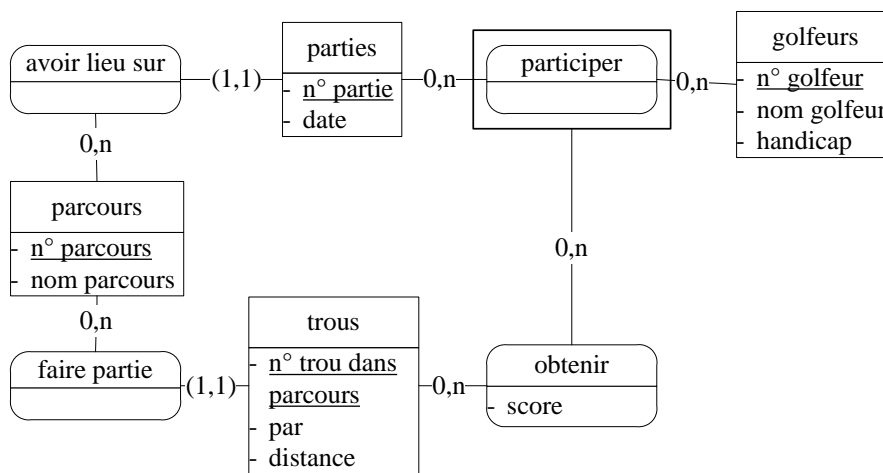 avoir lieu sur
(1,1)
parties
- n° partie
- date
0,n
participer
0,n
golfeurs
- n° golfeur
- nom golfeur
- handicap
0,n
parcours
- n° parcours
- nom parcours
0,n
0,n
faire partie
(1,1)
trous
- n° trou dans
parcours
- par
- distance
0,n
obtenir
- score